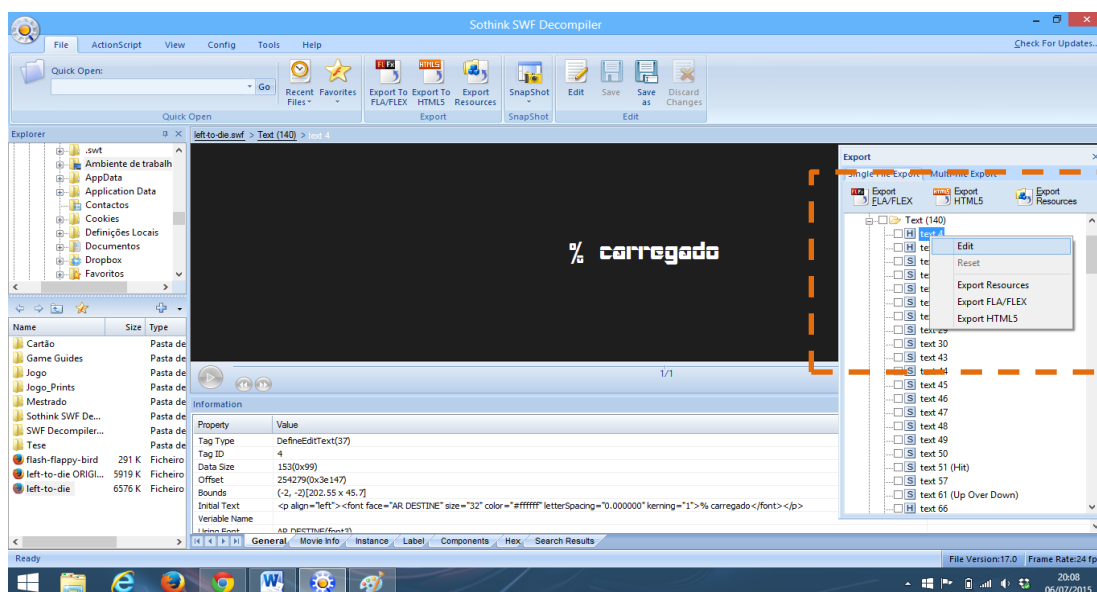 Sothink SWF Decompiler
File ActionScript View Config Tools Help Check For Updates..
Quick Open:
Go
Recent Files Favorites
Export To FLA/FLEX Export To HTML5 Export Resources
SnapShot
Edit Save Save as Discard Changes
Quick Open Export SnapShot Edit
Explorer
left-to-die.swf > Text (140) > text 4
.swt
Ambiente de trabalh
AppData
Application Data
Contactos
Cookies
Definições Locais
Documentos
Dropbox
Favoritos
Name Size Type
Cartão Pasta de
Game Guides Pasta de
Jogo Pasta de
Jogo_Prints Pasta de
Mestrado Pasta de
Sothink SWF De... Pasta de
SWF Decompiler... Pasta de
Tese Pasta de
flash-flappy-bird 291 K Ficheiro
left-to-die ORIGI... 5919 K Ficheiro
left-to-die 6576 K Ficheiro
% carregado
1/1
Information
Property Value
Tag Type DefineEditText(37)
Tag ID 4
Data Size 153(0x99)
Offset 254279(0x3e147)
Bounds (-2, -2)[202.55 x 45.7]
Initial Text <p align="left"><font face="AR DESTINE" size="32" color="#ffffff" letterSpacing="0.000000" kerning="1">% carregado</font></p>
Veriable Name
Using Font AR DESTINE(font3)
General Movie Info Instance Label Components Hex Search Results
Export
Single File Export Multi-file Export
Export FLA/FLEX Export HTML5 Export Resources
Text (140)
H text 4
Edit
Reset
Export Resources
Export FLA/FLEX
Export HTML5
S text 29
S text 30
S text 43
S text 44
S text 45
S text 46
S text 47
S text 48
S text 49
S text 50
S text 51 (Hit)
S text 57
S text 61 (Up Over Down)
H text 66
Ready File Version:17.0 Frame Rate:24 fp
20:08
06/07/2015